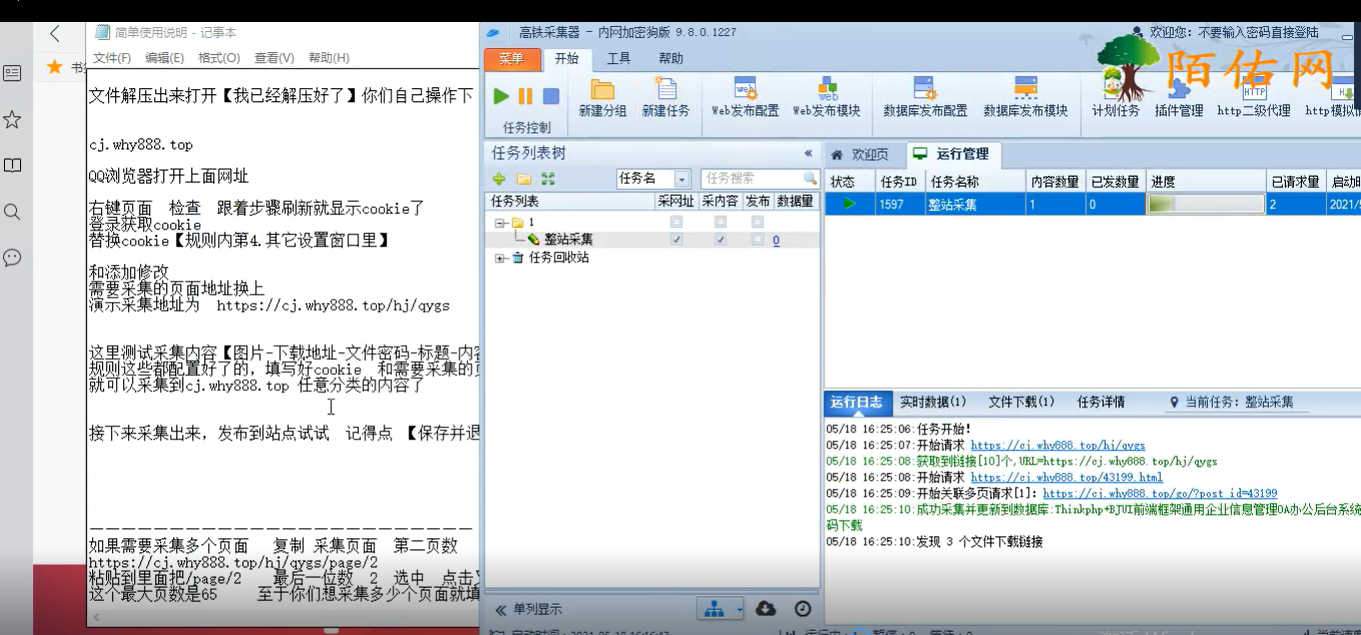 简单使用说明 - 记事本
文件(F) 编辑(E) 格式(O) 查看(V) 帮助(H)
文件解压出来打开【我已经解压好了】你们自己操作下
cj.why888.top
QQ浏览器打开上面网址
右键页面 检查 跟着步骤刷新就显示cookie了
登录获取cookie
替换cookie【规则内第4.其它设置窗口里】
和添加修改
需要采集的页面地址换上
演示采集地址为 https://cj.why888.top/hj/qygs
这里测试采集内容【图片-下载地址-文件密码-标题-内容
规则这些都配置好了的，填写好cookie 和需要采集的
就可以采集到cj.why888.top 任意分类的内容了
接下来采集出来，发布到站点试试 记得点 【保存并退
如果需要采集多个页面 复制 采集页面 第二页数
https://cj.why888.top/hj/qygs/page/2
粘贴到里面把/page/2 最后一位数 2 选中 点击
这个最大页数是65 至于你们想采集多少个页面就填
高铁采集器 - 内网加密狗版 9.8.0.1227
欢迎您: 不要输入密码直接登陆
陌佑网
菜单 开始 工具 帮助
任务控制
新建分组 新建任务 Web发布配置 Web发布模块 数据库发布配置 数据库发布模块 计划任务 插件管理 http二级代理 http模拟
任务列表树
任务名 任务搜索
任务列表 采网址 采内容 发布 数据量
1
整站采集 0
任务回收站
单列显示
欢迎页 运行管理
状态 任务ID 任务名称 内容数量 已发数量 进度 已请求量 启动时
1597 整站采集 1 0 2 2021/
运行日志 实时数据(1) 文件下载(1) 任务详情 当前任务: 整站采集
05/18 16:25:06:任务开始!
05/18 16:25:07:开始请求 https://cj.why888.top/hj/qygs
05/18 16:25:08:获取到链接[10]个,URL=https://cj.why888.top/hj/qygs
05/18 16:25:08:开始请求 https://cj.why888.top/43199.html
05/18 16:25:09:开始关联多页请求[1]: https://cj.why888.top/go/?post_id=43199
05/18 16:25:10:成功采集并更新到数据库:Thinkphp+BJUI前端框架通用企业信息管理OA办公后台系统
码下载
05/18 16:25:10:发现 3 个文件下载链接